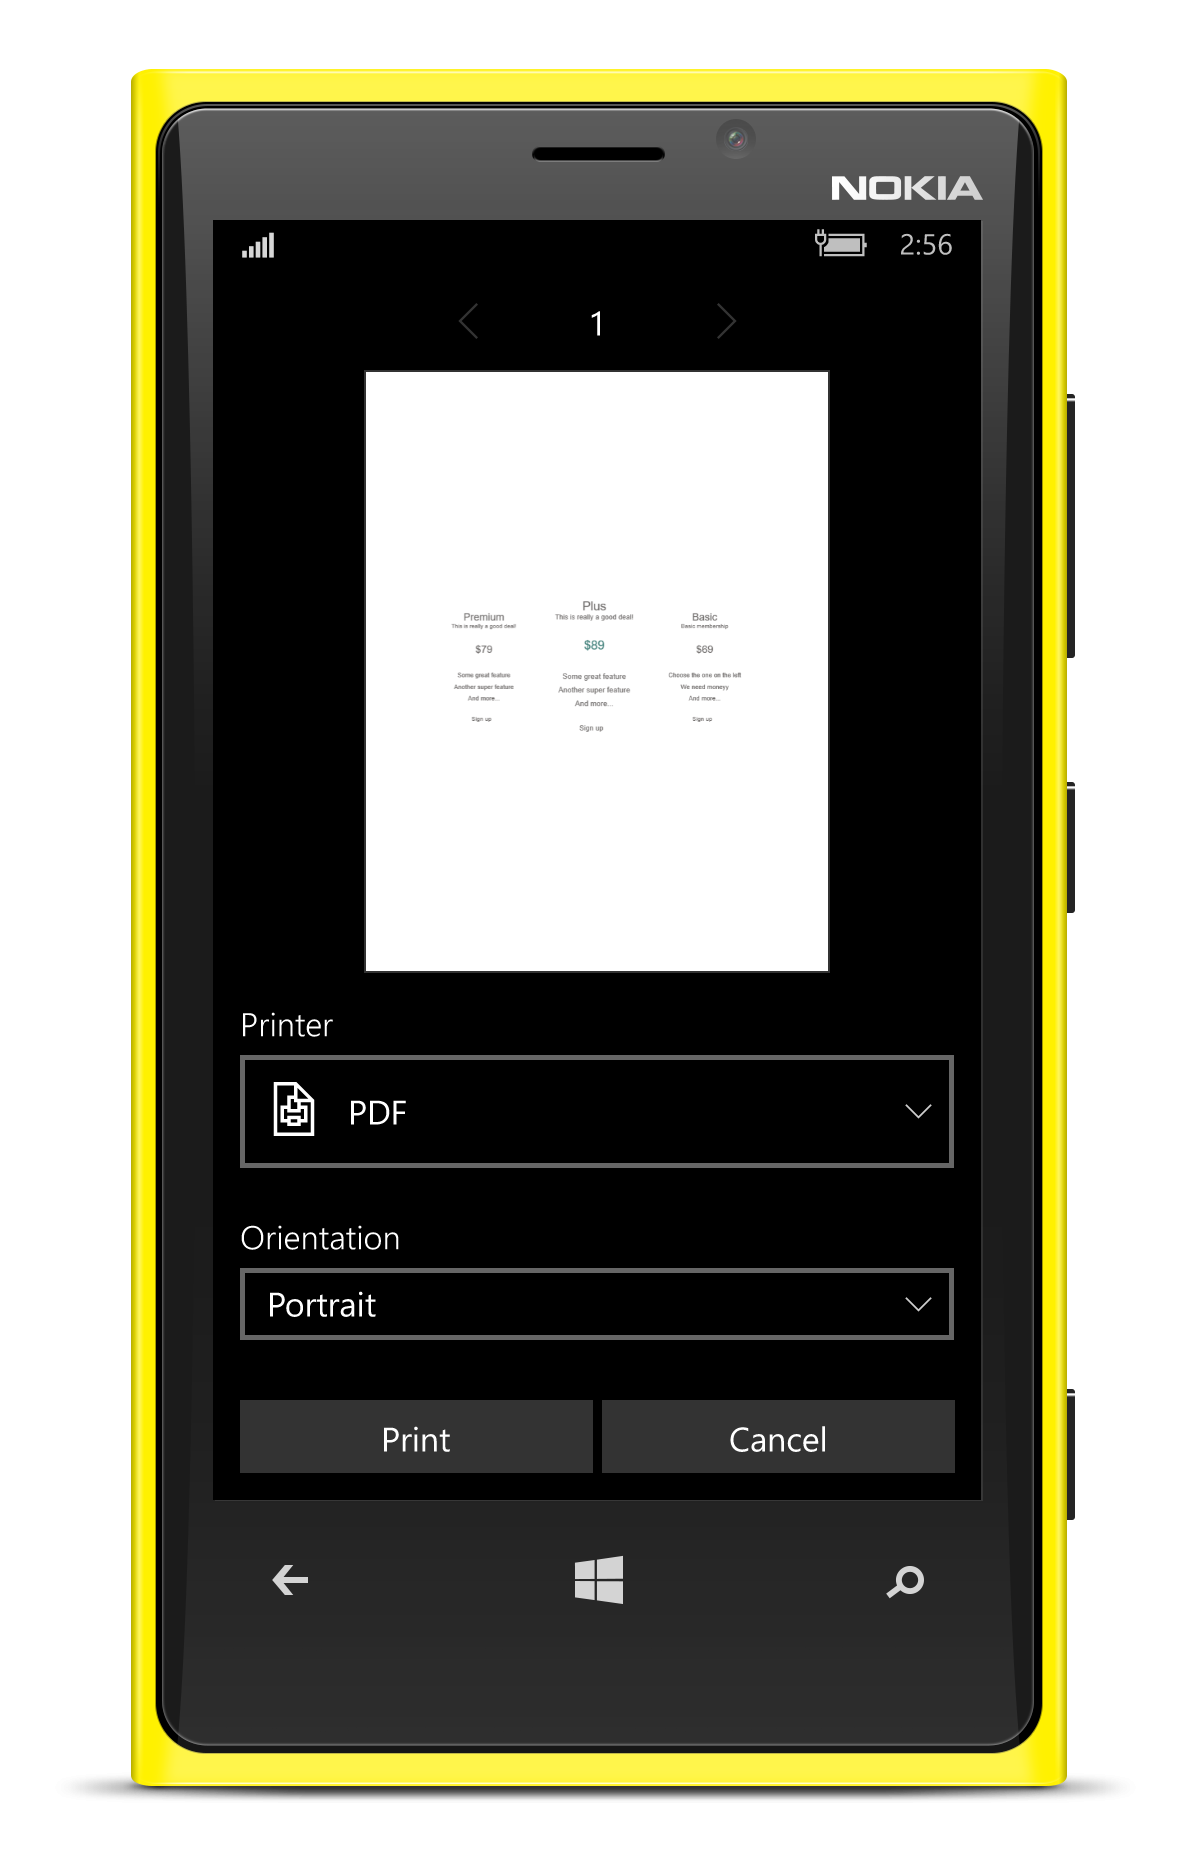 NOKIA
2:56
1
Premium
This is really a good deal!
$79
Some great feature
Another super feature
And more...
Sign up
Plus
This is really a good deal!
$89
Some great feature
Another super feature
And more...
Sign up
Basic
Basic membership
$69
Choose the one on the left
We need moneyy
And more...
Sign up
Printer
PDF
Orientation
Portrait
Print
Cancel